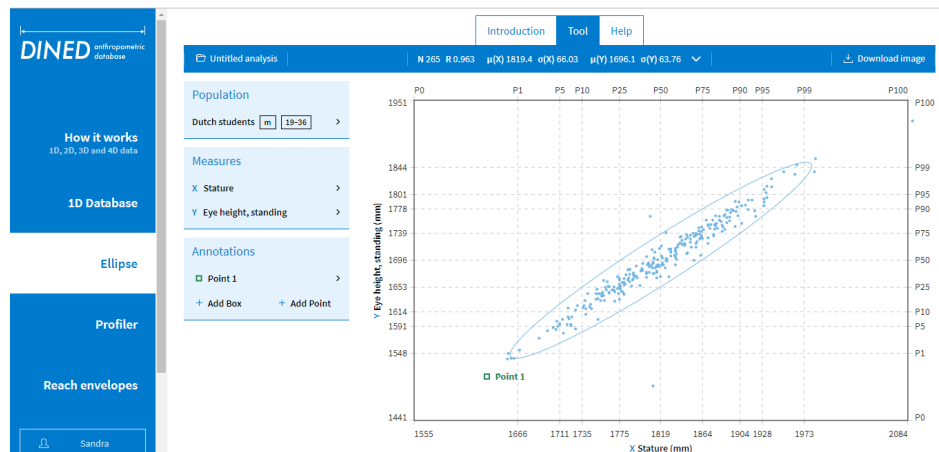 DINED anthropometric database
How it works
1D, 2D, 3D and 4D data
1D Database
Ellipse
Profiler
Reach envelopes
Sandra
Introduction Tool Help
Untitled analysis N 265 R 0.963 μ(X) 1819.4 σ(X) 66.03 μ(Y) 1696.1 σ(Y) 63.76 Download image
Population
Dutch students m 19-36
Measures
X Stature
Y Eye height, standing
Annotations
Point 1
+ Add Box + Add Point
P0 P1 P5 P10 P25 P50 P75 P90 P95 P99 P100
1951 P100
1844 P99
1801 P95
1778 P90
1739 P75
1696 P50
1653 P25
1614 P10
1591 P5
1548 P1
1441 P0
Y Eye height, standing (mm)
Point 1
1555 1666 1711 1735 1775 1819 1864 1904 1928 1973 2084
X Stature (mm)